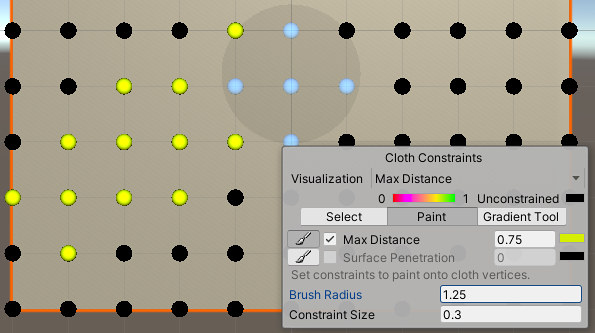 Cloth Constraints
Visualization Max Distance
0 1 Unconstrained
Select Paint Gradient Tool
Max Distance 0.75
Surface Penetration 0
Set constraints to paint onto cloth vertices.
Brush Radius 1.25
Constraint Size 0.3